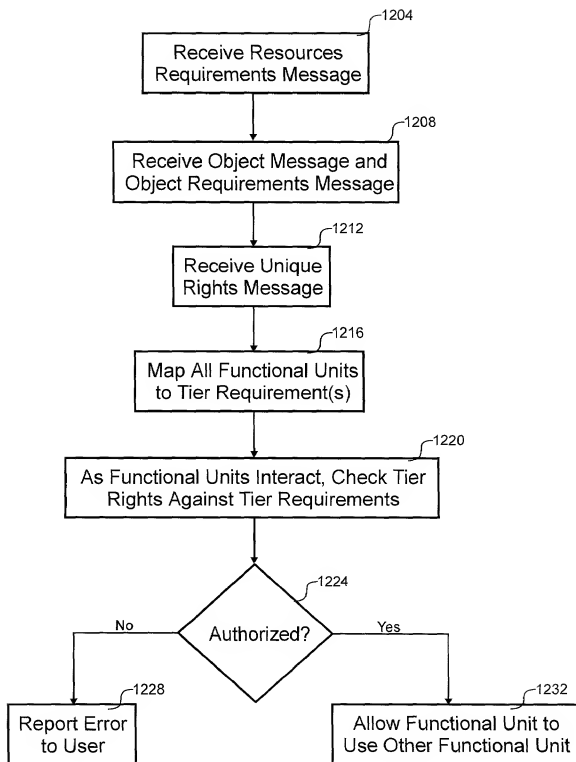 1204
Receive Resources
Requirements Message
1208
Receive Object Message and
Object Requirements Message
1212
Receive Unique
Rights Message
1216
Map All Functional Units
to Tier Requirement(s)
1220
As Functional Units Interact, Check Tier
Rights Against Tier Requirements
1224
Authorized?
No
Yes
1228
Report Error
to User
1232
Allow Functional Unit to
Use Other Functional Unit